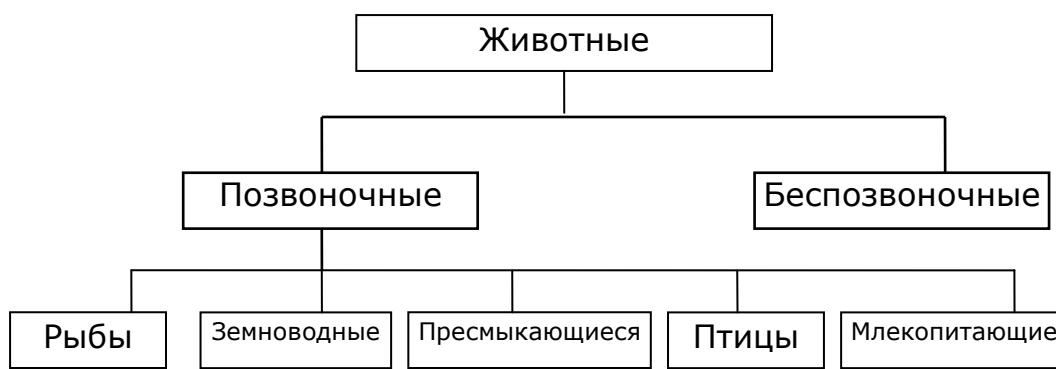 Животные
Позвоночные
Беспозвоночные
Рыбы
Земноводные
Пресмыкающиеся
Птицы
Млекопитающие